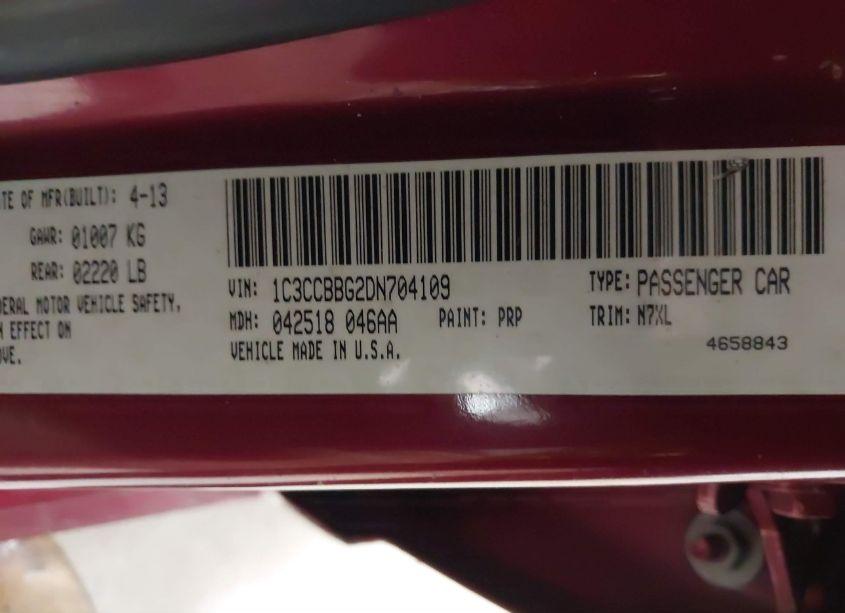 TE OF MFR(BUILT): 4-13
GAWR: 01007 KG
REAR: 02220 LB
DERAL MOTOR VEHICLE SAFETY,
N EFFECT ON
OVE.
VIN: 1C3CCBBG2DN704109
TYPE: PASSENGER CAR
MDH: 042518 046AA
PAINT: PRP
TRIM: N7XL
VEHICLE MADE IN U.S.A.
4658843